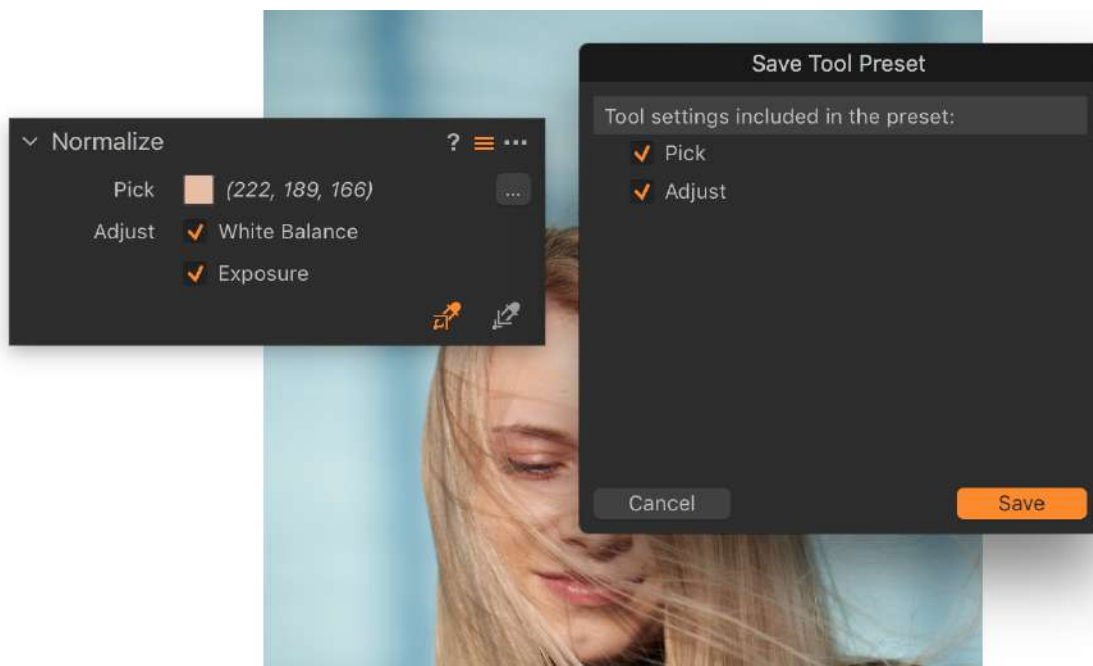 Save Tool Preset
Tool settings included in the preset:
Pick
Adjust
Cancel
Save
Normalize ? ...
Pick (222, 189, 166) ...
Adjust White Balance
Exposure